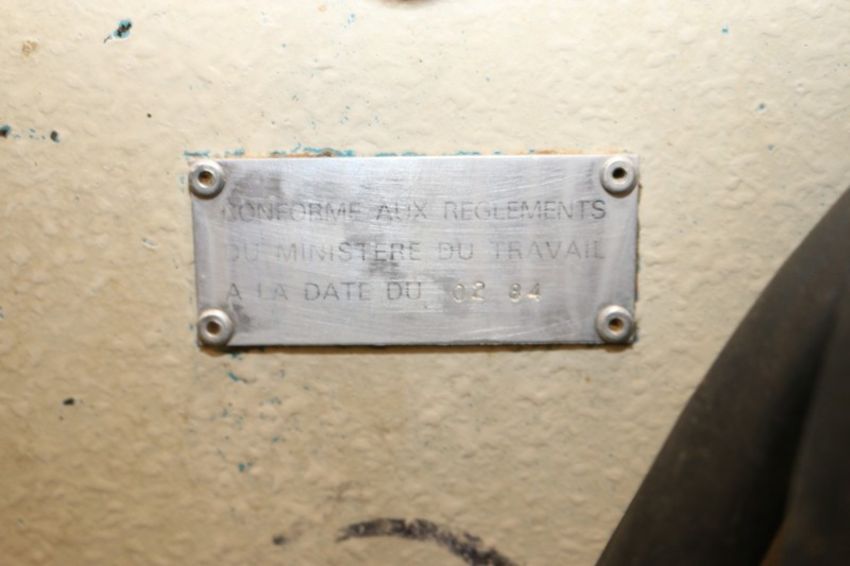 CONFORME AUX REGLEMENTS
DU MINISTERE DU TRAVAIL
A LA DATE DU 02 84